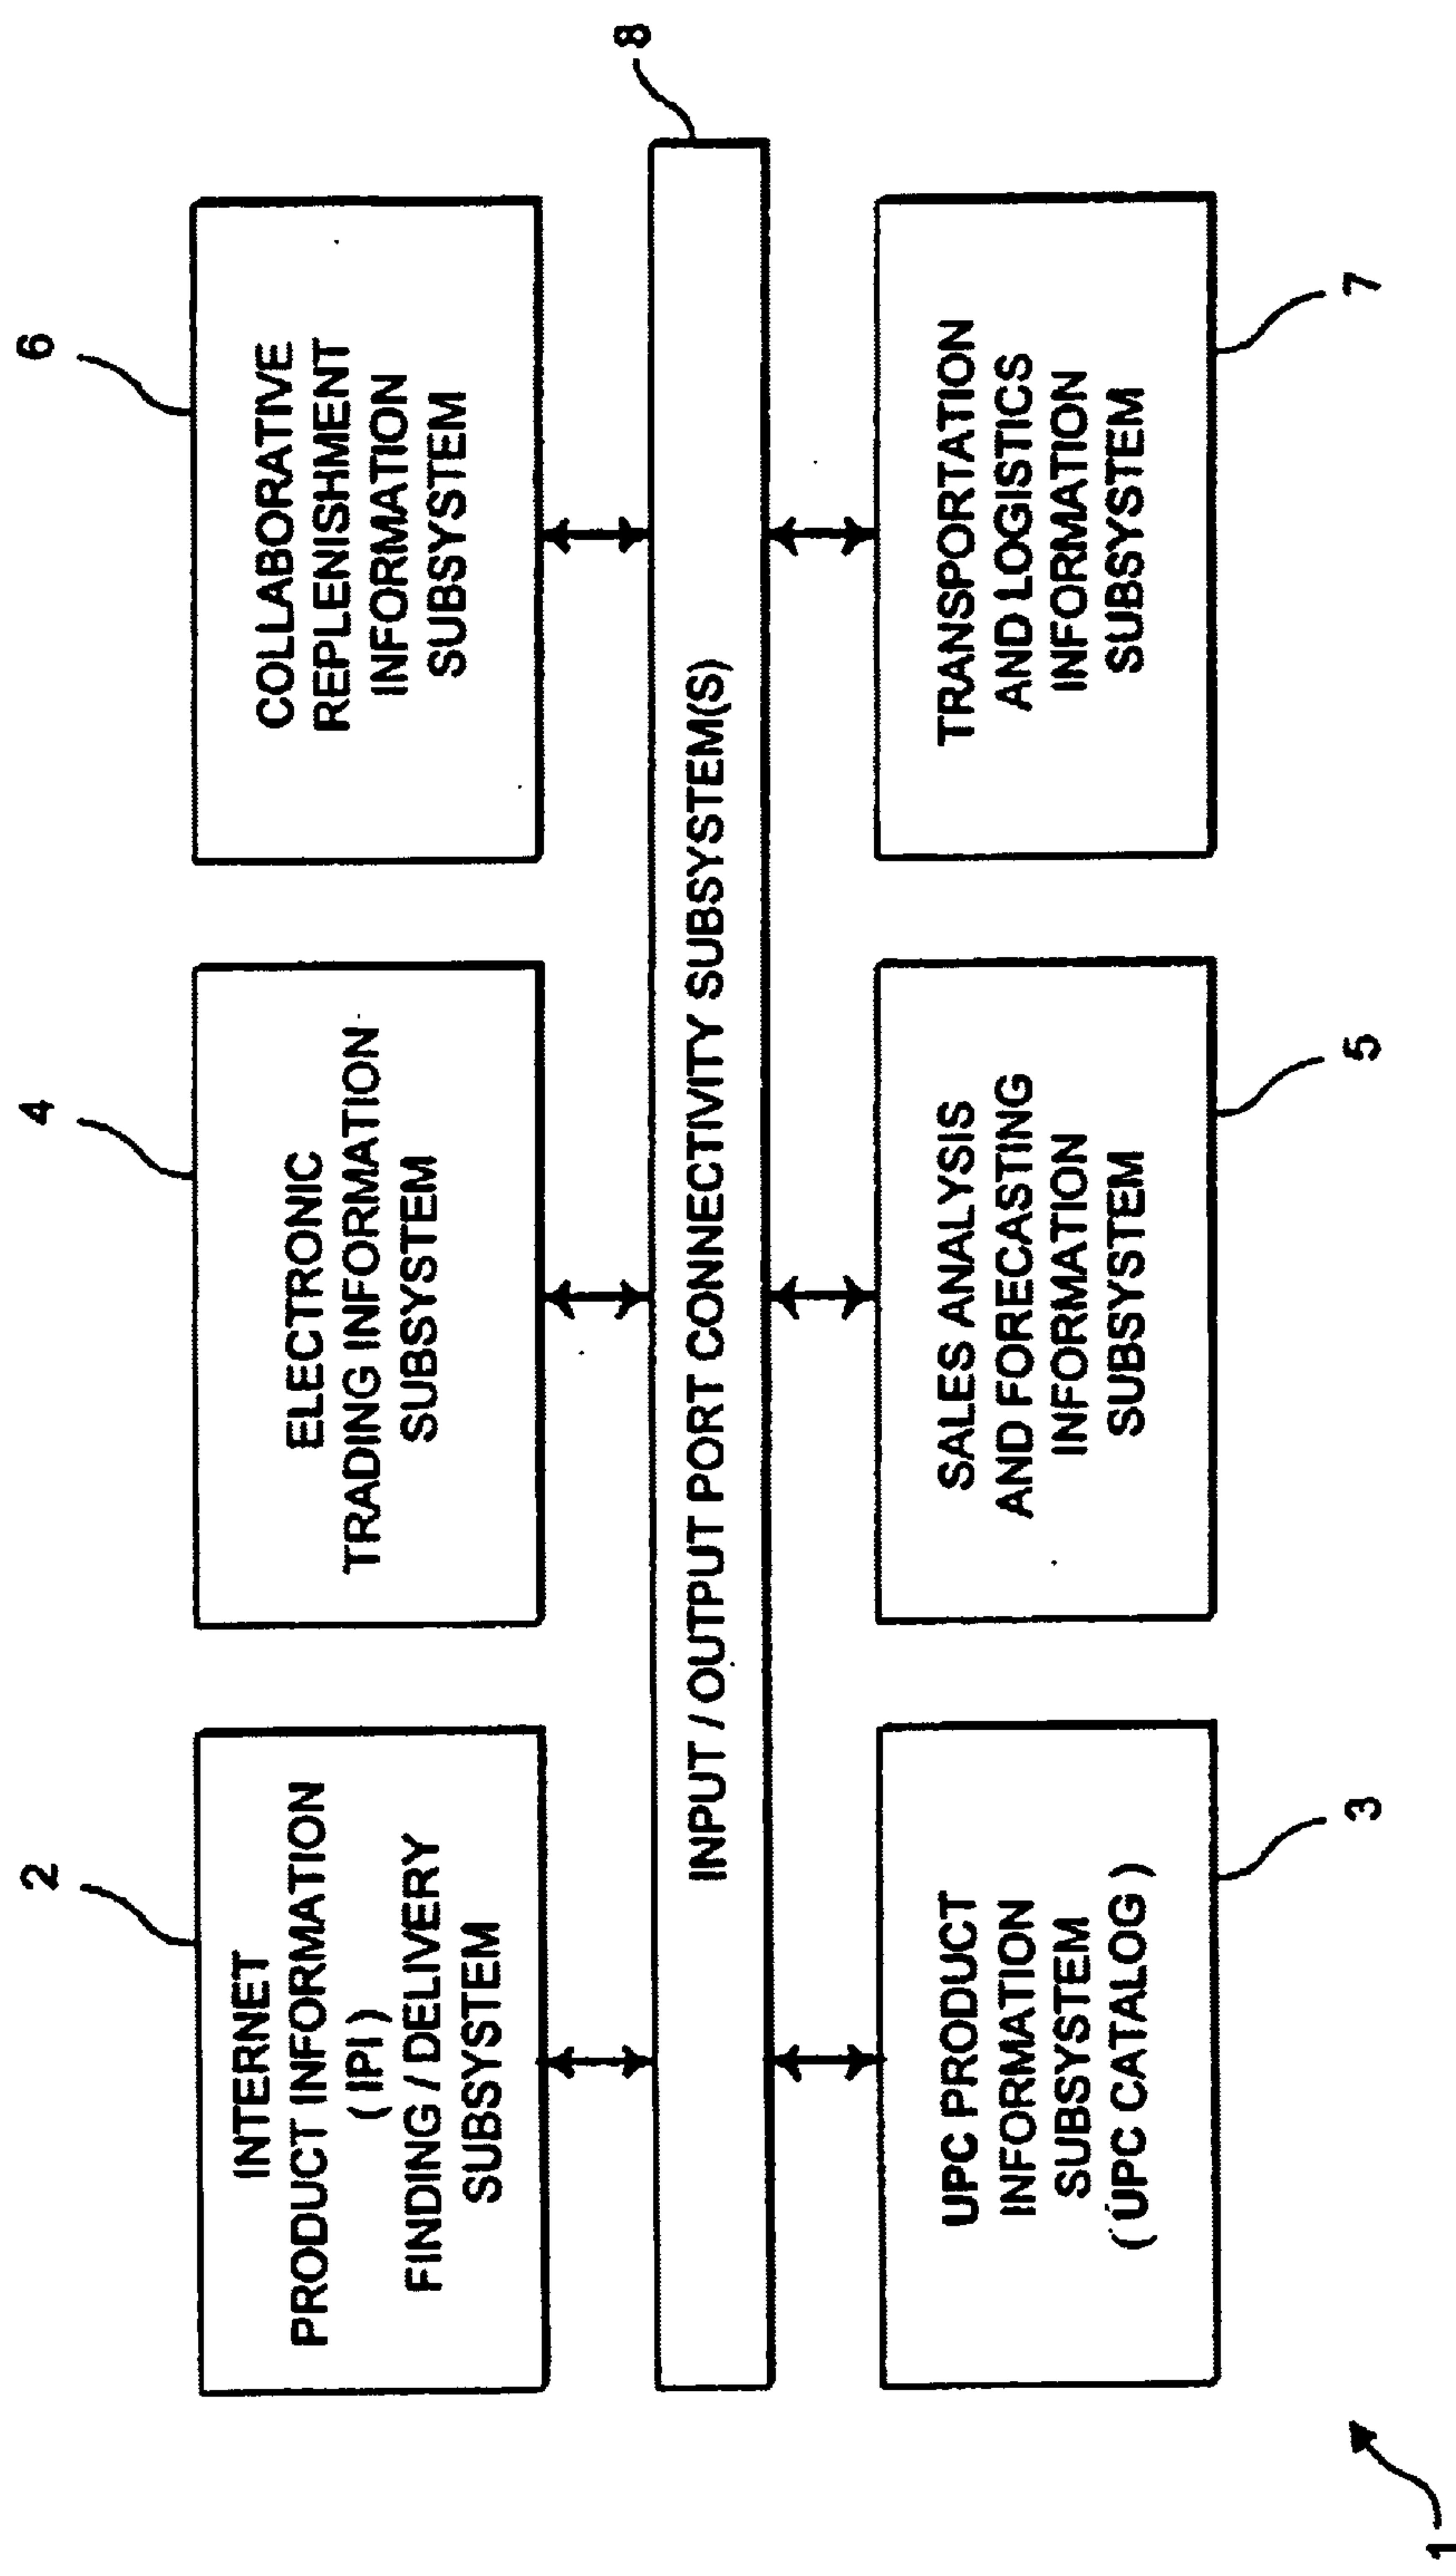 2
INTERNET
PRODUCT INFORMATION
( IPI )
FINDING / DELIVERY
SUBSYSTEM
4
ELECTRONIC
TRADING INFORMATION
SUBSYSTEM
6
COLLABORATIVE
REPLENISHMENT
INFORMATION
SUBSYSTEM
8
INPUT / OUTPUT PORT CONNECTIVITY SUBSYSTEM(S)
UPC PRODUCT
INFORMATION
SUBSYSTEM
( UPC CATALOG )
3
SALES ANALYSIS
AND FORECASTING
INFORMATION
SUBSYSTEM
5
TRANSPORTATION
AND LOGISTICS
INFORMATION
SUBSYSTEM
7
1